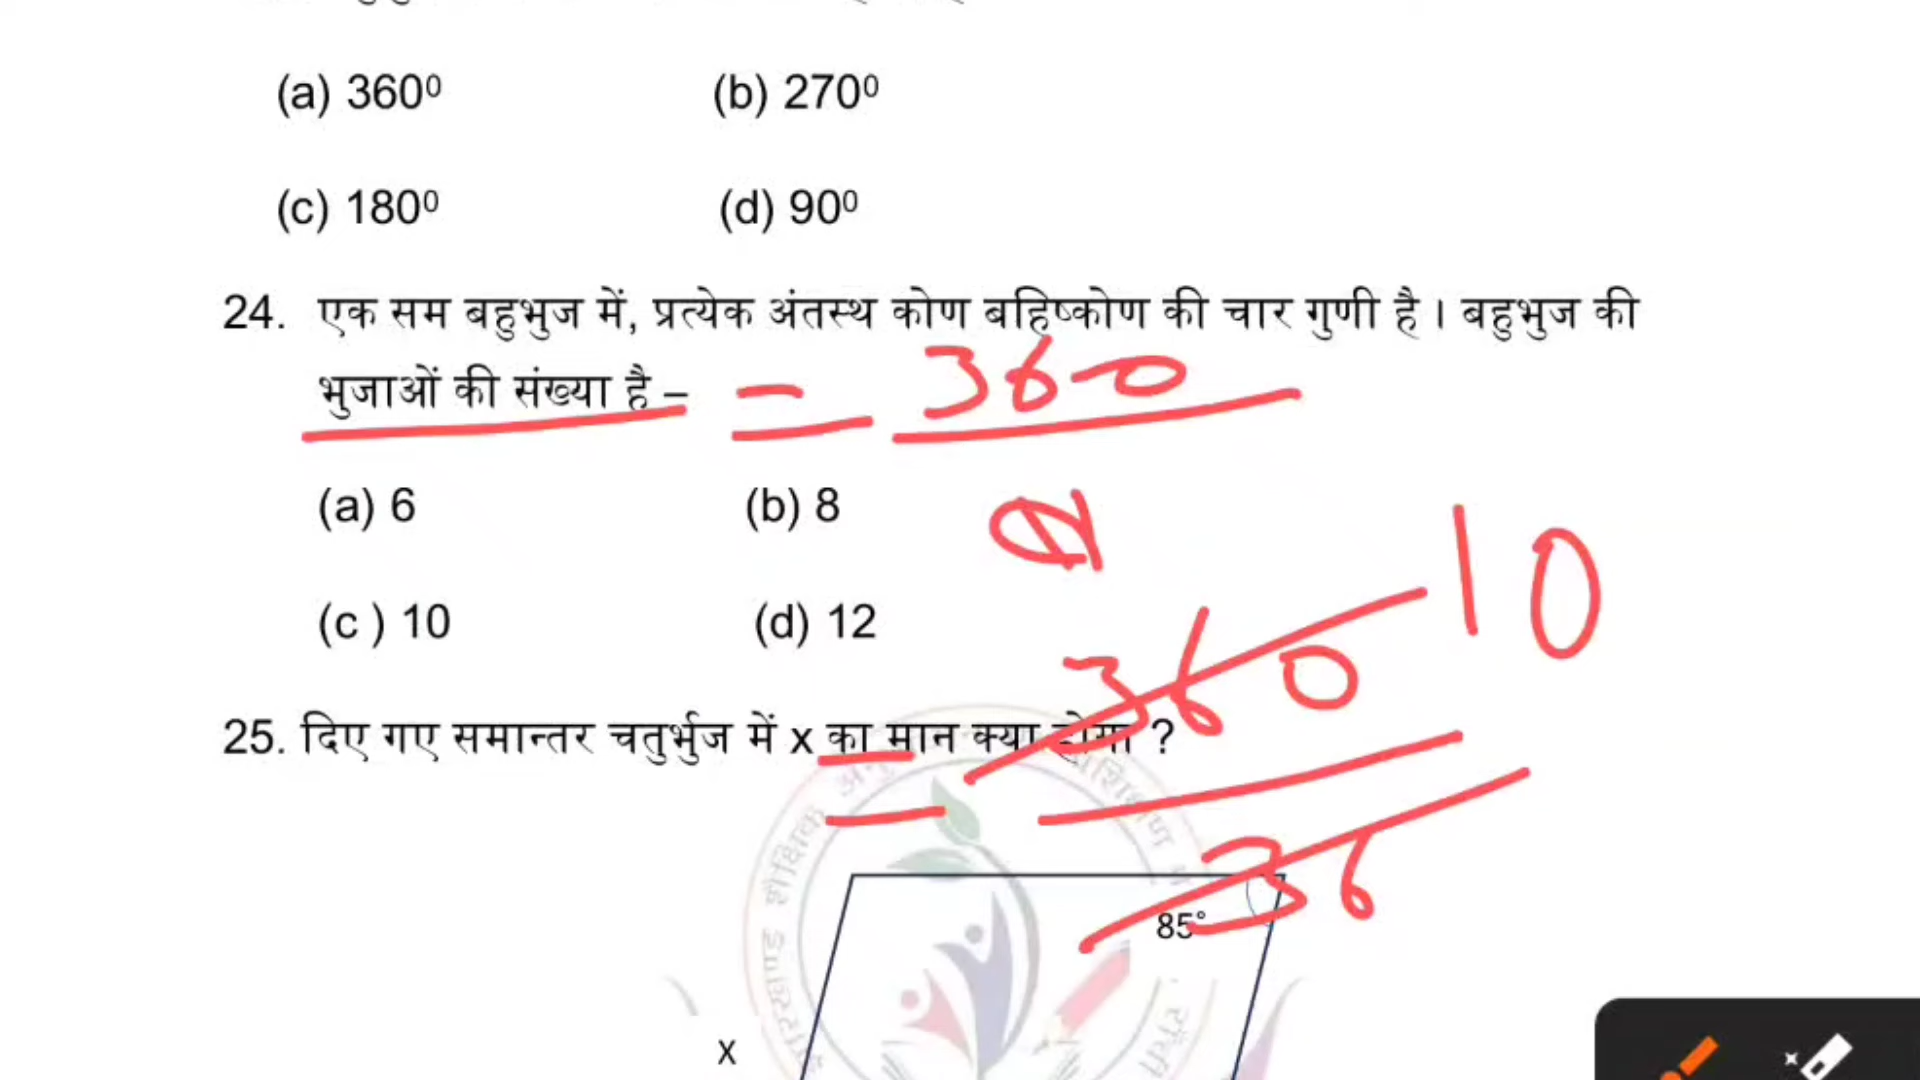 (a) 360⁰ (b) 270⁰
(c) 180⁰ (d) 90⁰
24. एक सम बहुभुज में, प्रत्येक अंतस्थ कोण बहिष्कोण की चार गुणी है । बहुभुज की
भुजाओं की संख्या है –
= 360
(a) 6 (b) 8
10
(c ) 10 (d) 12
360
25. दिए गए समान्तर चतुर्भुज में x का मान क्या होगा ?
36
85°
x